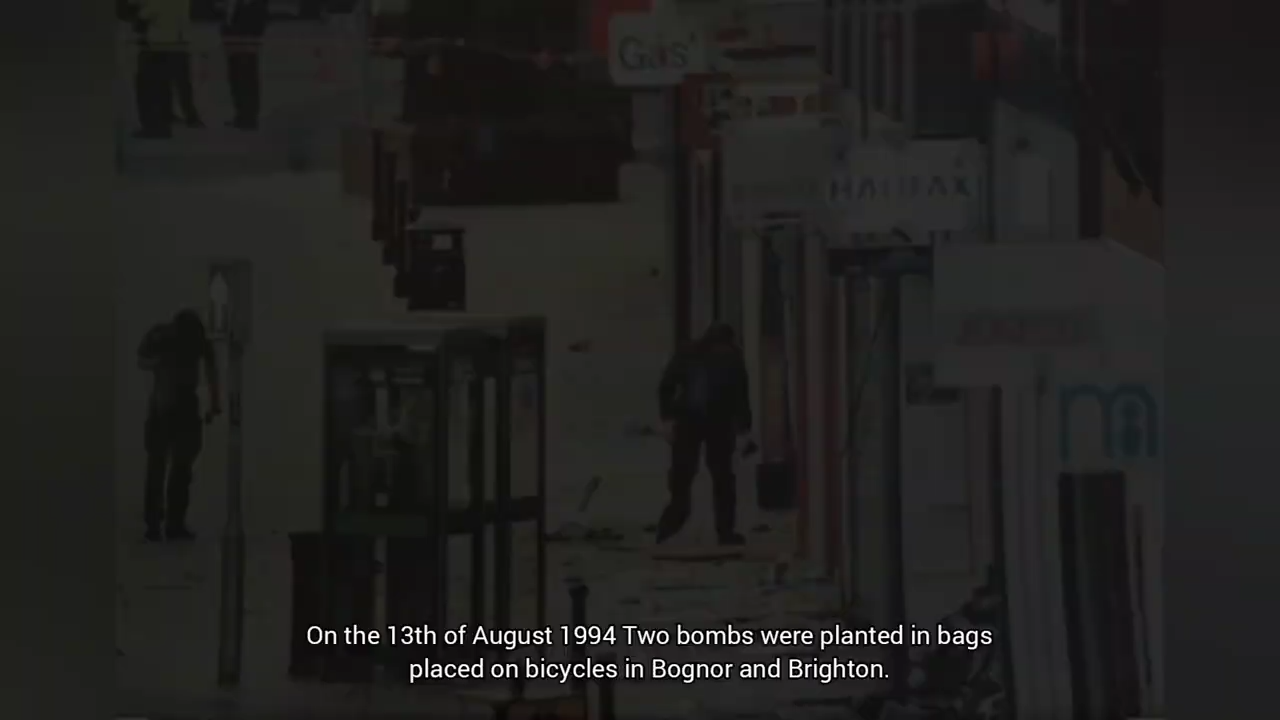 Gas
HALIFAX
On the 13th of August 1994 Two bombs were planted in bags
placed on bicycles in Bognor and Brighton.